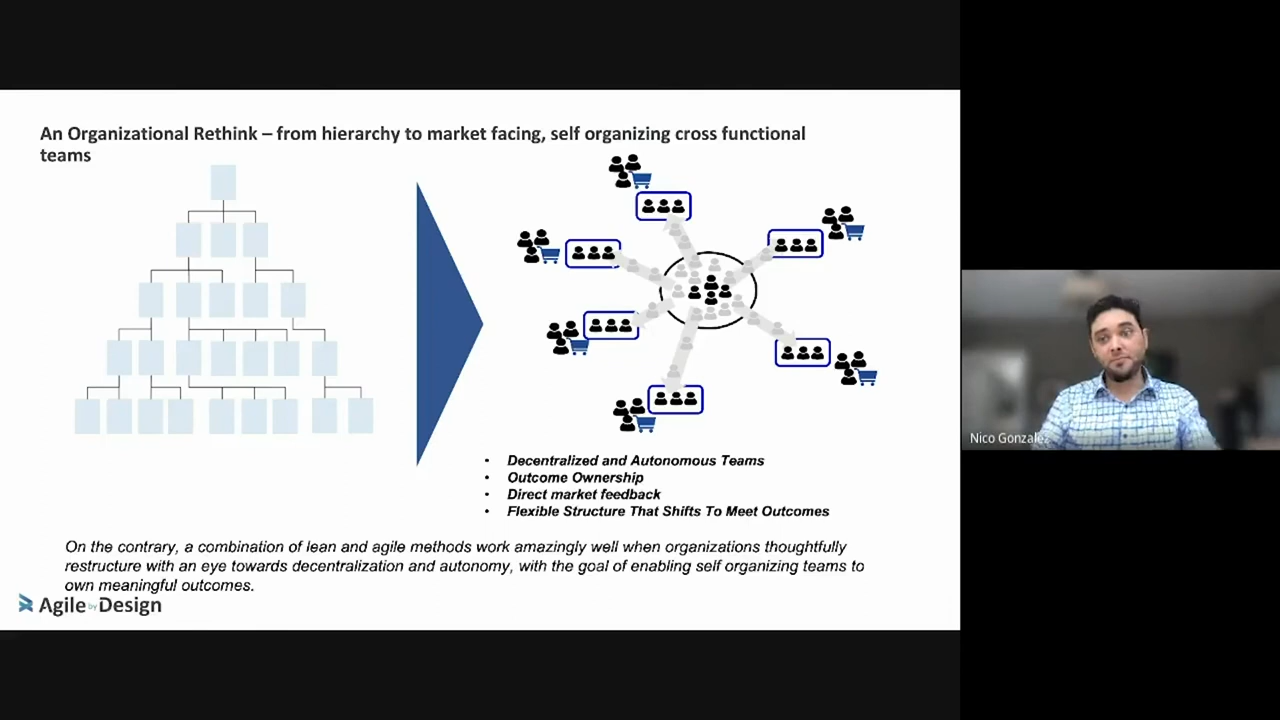 An Organizational Rethink – from hierarchy to market facing, self organizing cross functional
teams
• Decentralized and Autonomous Teams
• Outcome Ownership
• Direct market feedback
• Flexible Structure That Shifts To Meet Outcomes
On the contrary, a combination of lean and agile methods work amazingly well when organizations thoughtfully
restructure with an eye towards decentralization and autonomy, with the goal of enabling self organizing teams to
own meaningful outcomes.
Agile by Design
Nico Gonzalez